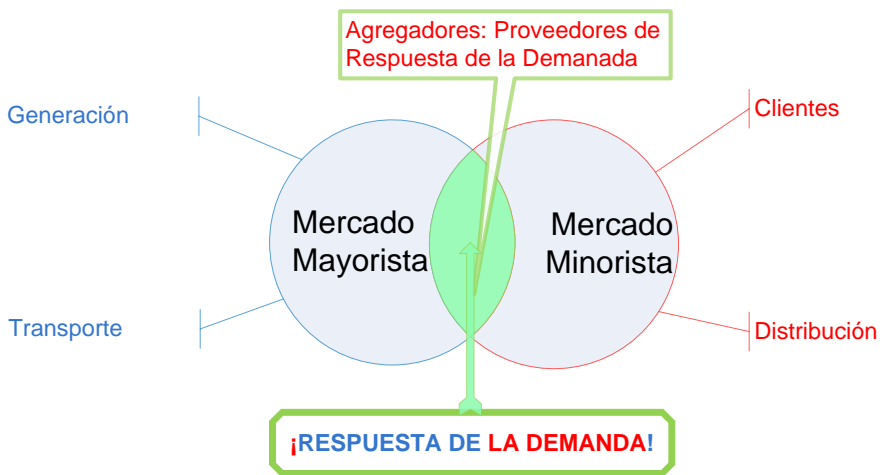 Agregadores: Proveedores de
Respuesta de la Demanada
Generación
Clientes
Mercado
Mayorista
Mercado
Minorista
Transporte
Distribución
¡RESPUESTA DE LA DEMANDA!